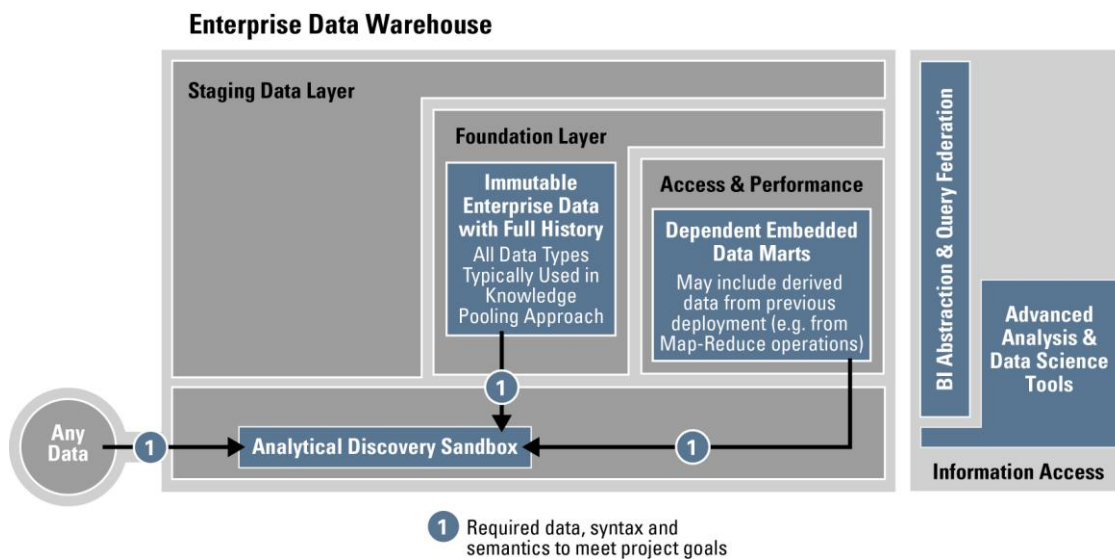 Enterprise Data Warehouse
Staging Data Layer
Foundation Layer
Immutable
Enterprise Data
with Full History
All Data Types
Typically Used in
Knowledge
Pooling Approach
Access & Performance
Dependent Embedded
Data Marts
May include derived
data from previous
deployment (e.g. from
Map-Reduce operations)
BI Abstraction & Query Federation
Advanced
Analysis &
Data Science
Tools
Information Access
Any
Data
1
Analytical Discovery Sandbox
1
1
1 Required data, syntax and
semantics to meet project goals